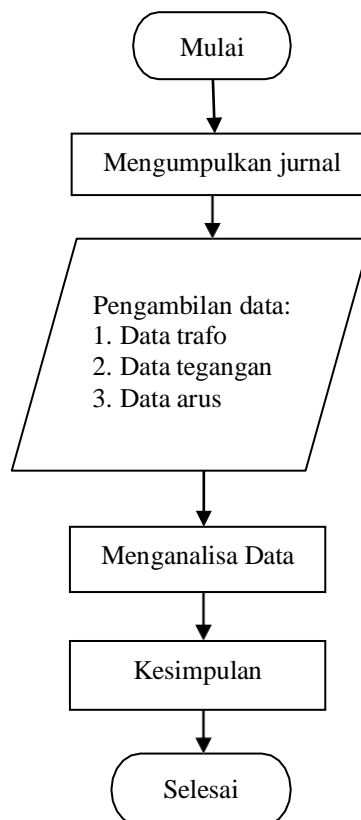 Mulai
Mengumpulkan jurnal
Pengambilan data:
1. Data trafo
2. Data tegangan
3. Data arus
Menganalisa Data
Kesimpulan
Selesai